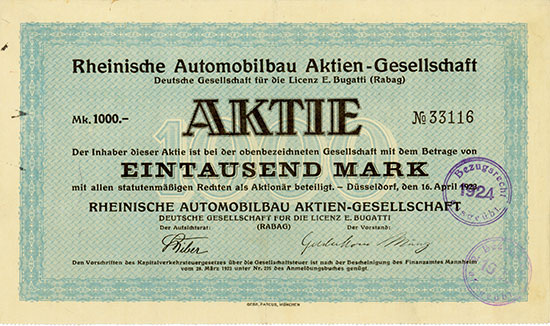 Rheinische Automobilbau Aktien-Gesellschaft
Deutsche Gesellschaft für die Licenz E. Bugatti (Rabag)
Mk. 1000.- AKTIE № 33116
1000
Der Inhaber dieser Aktie ist bei der obenbezeichneten Gesellschaft mit dem Betrage von
EINTAUSEND MARK
mit allen statutenmäßigen Rechten als Aktionär beteiligt. – Düsseldorf, den 16. April 1923
RHEINISCHE AUTOMOBILBAU AKTIEN-GESELLSCHAFT
DEUTSCHE GESELLSCHAFT FÜR DIE LICENZ E. BUGATTI
Der Aufsichtsrat: (RABAG) Der Vorstand:
Den Vorschriften des Kapitalverkehrsteuergesetzes über die Gesellschaftsteuer ist nach der Bescheinigung des Finanzamtes Mannheim
vom 28. März 1923 unter Nr. 215 des Anmeldungsbuches genügt.
GEBR. PARCUS, MÜNCHEN
Bezugsrecht
1924